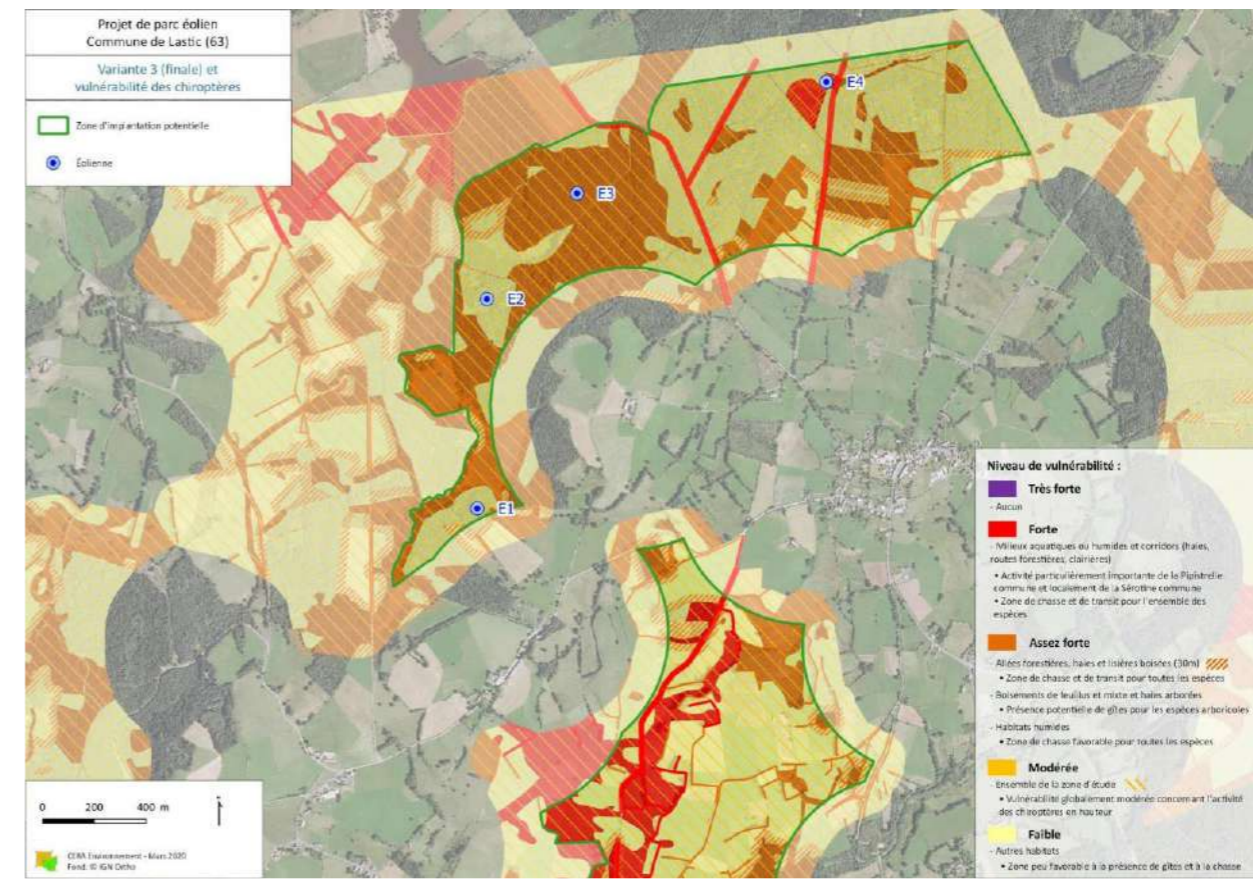 Projet de parc éolien
Commune de Lastic (63)
Variante 3 (finale) et
vulnérabilité des chiroptères
Zone d'implantation potentielle
Éolienne
E4
E3
E2
E1
Niveau de vulnérabilité :
Très forte
- Aucun
Forte
- Milieux aquatiques ou humides et corridors (haies,
routes forestières, clairières)
• Activité particulièrement importante de la Pipistrelle
commune et localement de la Sérotine commune
• Zone de chasse et de transit pour l'ensemble des
espèces
Assez forte
- Allées forestières, haies et lisières boisées (30m)
• Zone de chasse et de transit pour toutes les espèces
- Boisements de feuillus et mixte et haies arborées
• Présence potentielle de gîtes pour les espèces arboricoles
- Habitats humides
• Zone de chasse favorable pour toutes les espèces
Modérée
- Ensemble de la zone d'étude
• Vulnérabilité globalement modérée concernant l'activité
des chiroptères en hauteur
Faible
- Autres habitats
• Zone peu favorable à la présence de gîtes et à la chasse
0 200 400 m
CERA Environnement - Mars 2020
Fond: © IGN Ortho